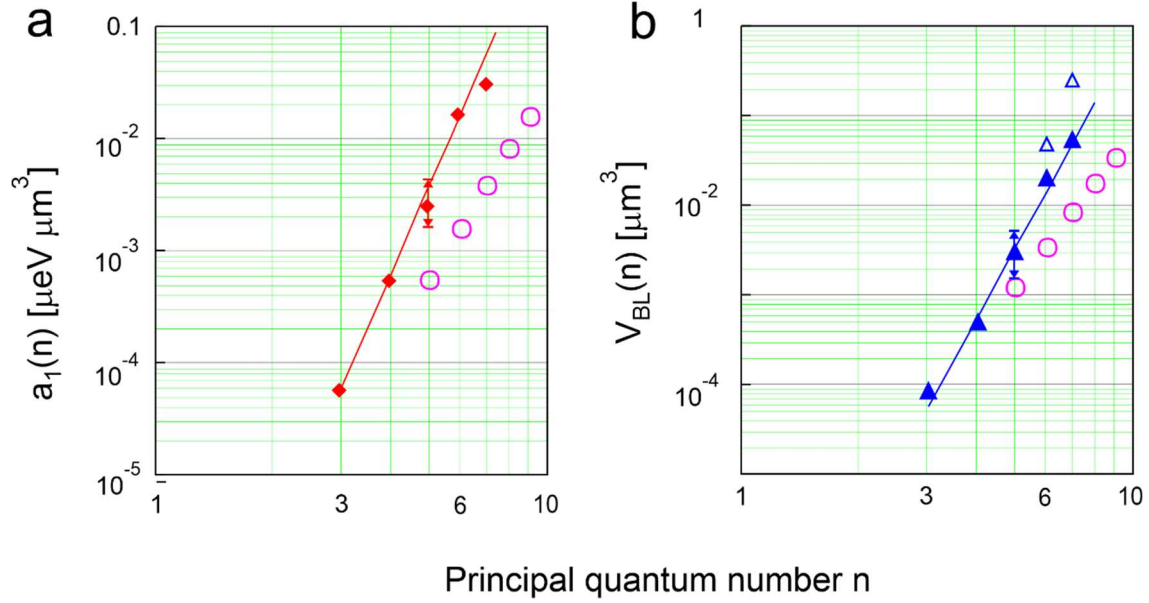 a
a₁(n) [μeV μm³]
0.1
10⁻²
10⁻³
10⁻⁴
10⁻⁵
1 3 6 10
b
V_BL(n) [μm³]
1
10⁻²
10⁻⁴
1 3 6 10
Principal quantum number n